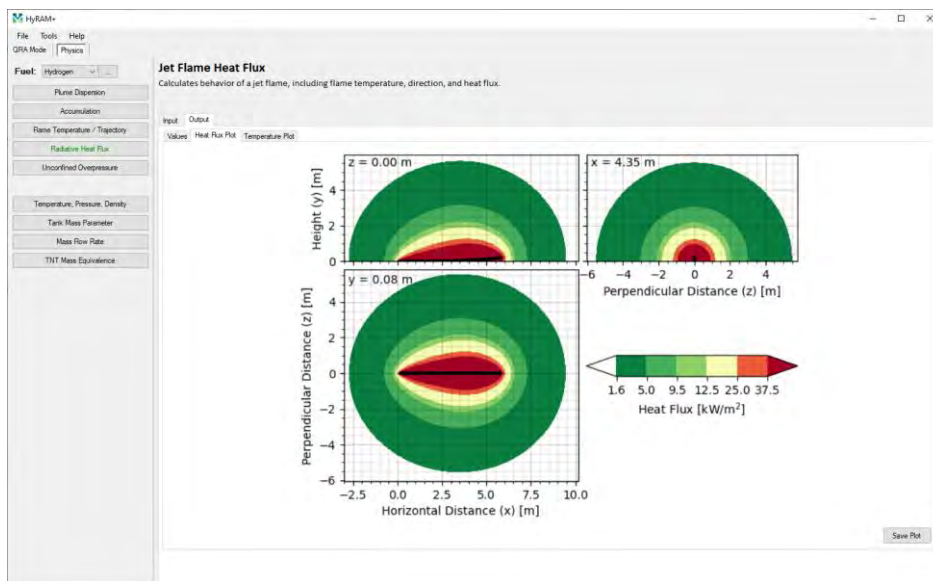 HyRAM+
File Tools Help
QRA Mode Physics
Fuel: Hydrogen ...
Plume Dispersion
Accumulation
Flame Temperature / Trajectory
Radiative Heat Flux
Unconfined Overpressure
Temperature, Pressure, Density
Tank Mass Parameter
Mass Flow Rate
TNT Mass Equivalence
Jet Flame Heat Flux
Calculates behavior of a jet flame, including flame temperature, direction, and heat flux.
Input Output
Values Heat Flux Plot Temperature Plot
z = 0.00 m
Height (y) [m]
4
2
0
x = 4.35 m
−6 −4 −2 0 2 4
Perpendicular Distance (z) [m]
y = 0.08 m
Perpendicular Distance (z) [m]
4
2
0
−2
−4
−6
−2.5 0.0 2.5 5.0 7.5 10.0
Horizontal Distance (x) [m]
1.6 5.0 9.5 12.5 25.0 37.5
Heat Flux [kW/m²]
Save Plot